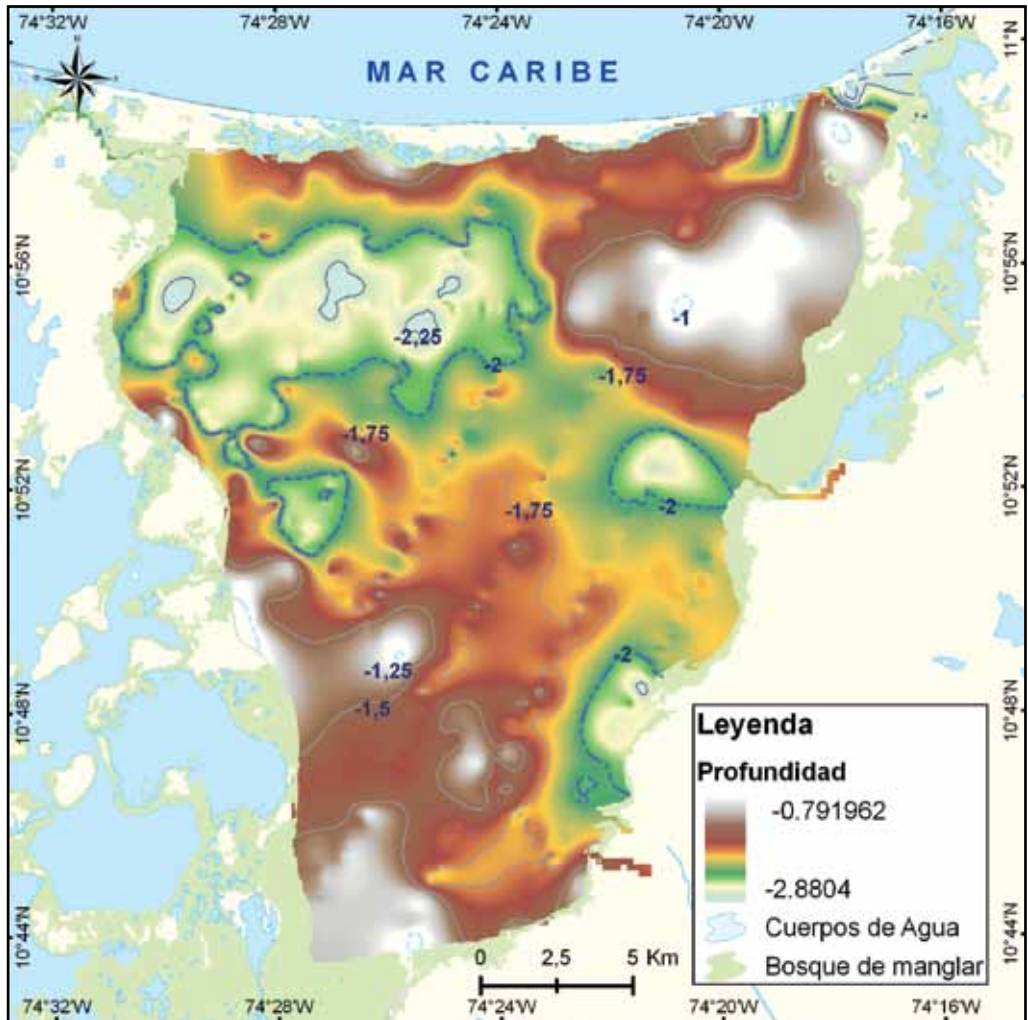 74°32'W 74°28'W 74°24'W 74°20'W 74°16'W
11°N
MAR CARIBE
10°56'N
10°56'N
-2,25
-2
-1
-1,75
-1,75
10°52'N
-1,75
-2
10°52'N
-2
-1,25
-1,5
10°48'N
10°48'N
Leyenda
Profundidad
-0.791962
-2.8804
Cuerpos de Agua
Bosque de manglar
10°44'N
10°44'N
0 2,5 5 Km
74°32'W 74°28'W 74°24'W 74°20'W 74°16'W